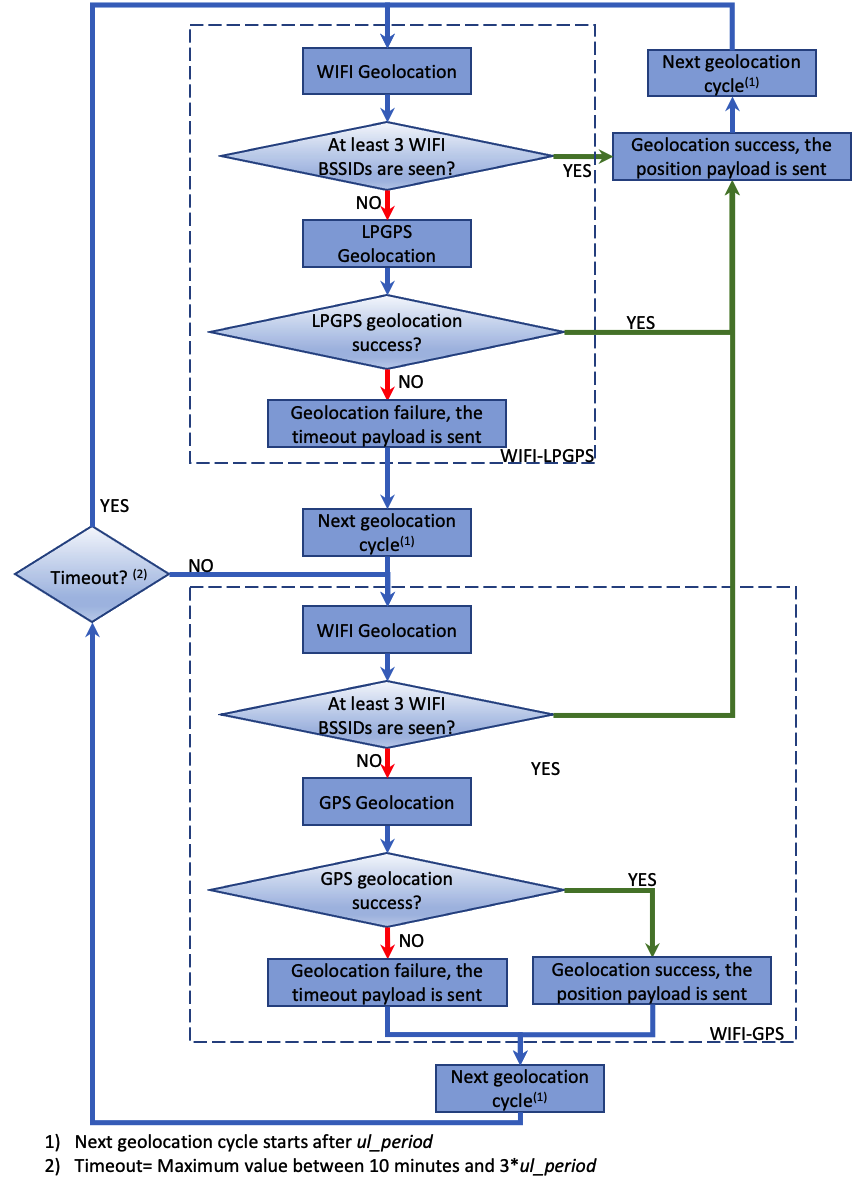 WIFI Geolocation
Next geolocation
cycle(1)
At least 3 WIFI
BSSIDs are seen?
YES
Geolocation success, the
position payload is sent
NO
LPGPS
Geolocation
LPGPS geolocation
success?
YES
NO
Geolocation failure, the
timeout payload is sent
WIFI-LPGPS
YES
Next geolocation
cycle(1)
Timeout? (2)
NO
WIFI Geolocation
At least 3 WIFI
BSSIDs are seen?
NO
YES
GPS Geolocation
GPS geolocation
success?
YES
NO
Geolocation failure, the
timeout payload is sent
Geolocation success, the
position payload is sent
WIFI-GPS
Next geolocation
cycle(1)
1) Next geolocation cycle starts after ul_period
2) Timeout= Maximum value between 10 minutes and 3*ul_period